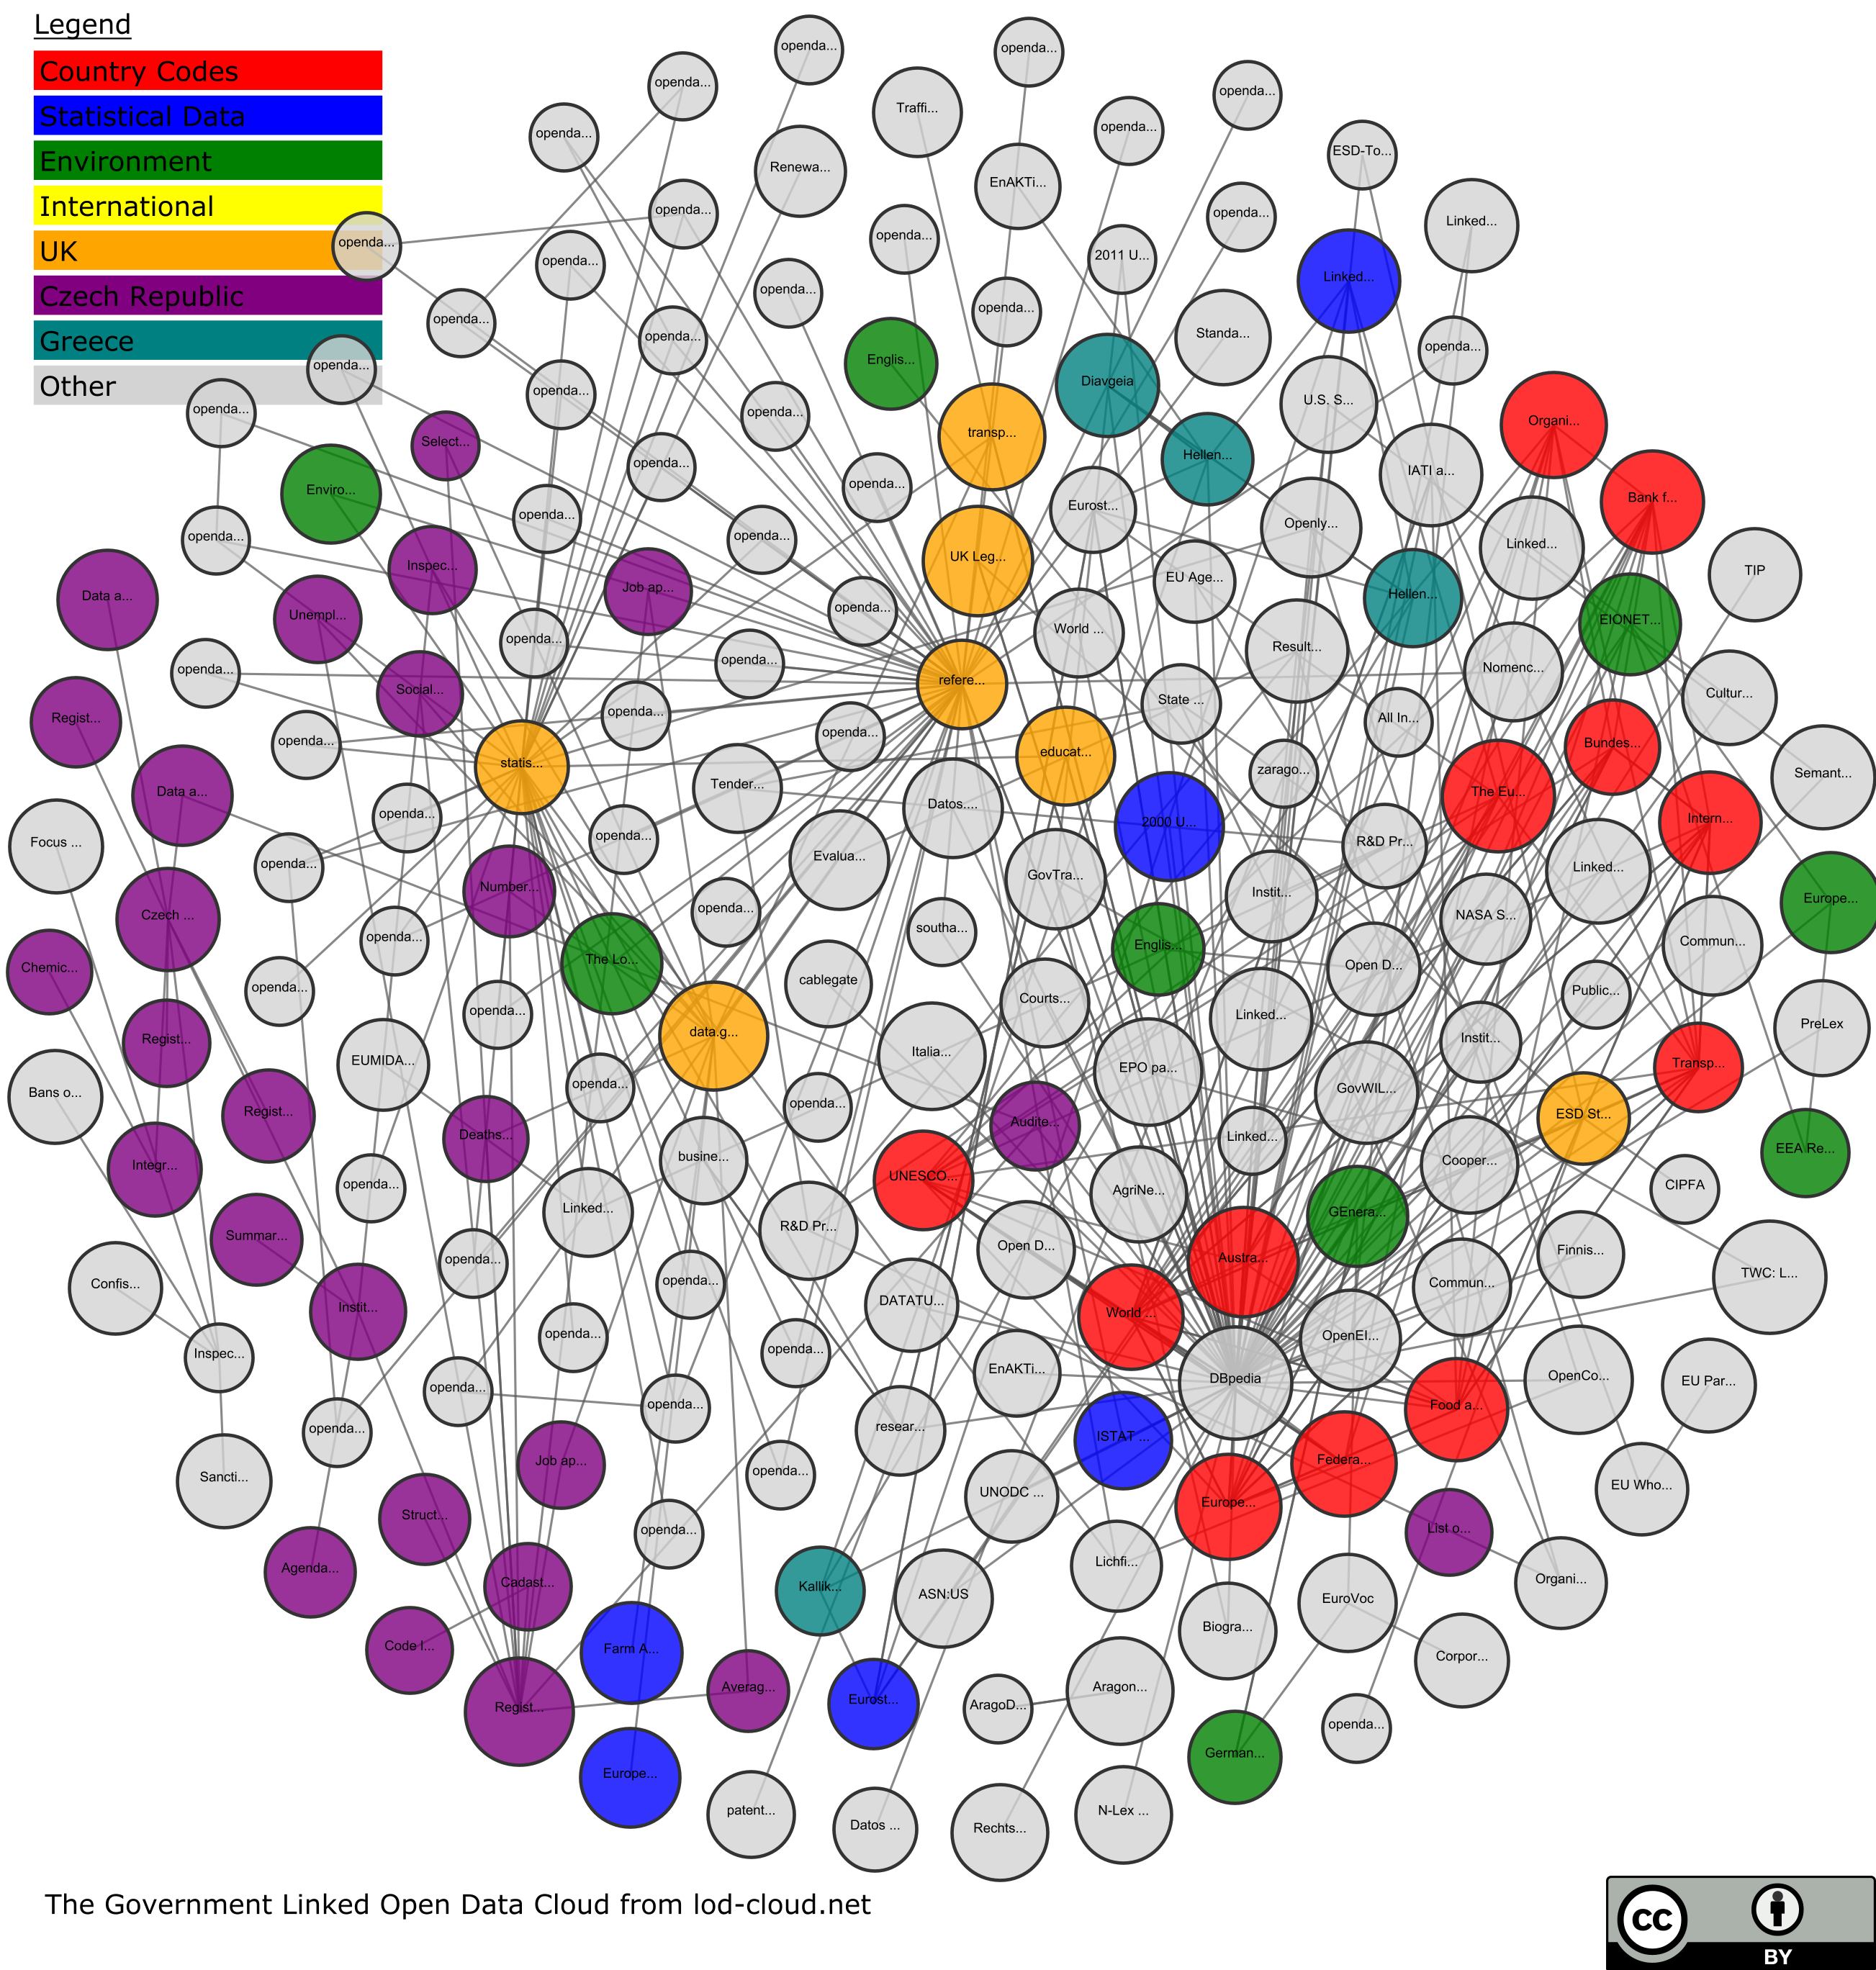 Legend
Country Codes
Statistical Data
Environment
International
UK
Czech Republic
Greece
Other
openda...
openda...
openda...
openda...
openda...
Traffi...
openda...
openda...
ESD-To...
Renewa...
EnAKTi...
openda...
openda...
Linked...
openda...
openda...
openda...
2011 U...
Linked...
openda...
openda...
openda...
openda...
Standa...
openda...
openda...
Englis...
Diavgeia
U.S. S...
openda...
openda...
openda...
Select...
transp...
Hellen...
IATI a...
Organi...
Enviro...
openda...
openda...
Eurost...
Openly...
Bank f...
openda...
openda...
openda...
UK Leg...
Linked...
Data a...
Inspec...
Job ap...
EU Age...
Hellen...
TIP
Unempl...
openda...
World ...
EIONET...
openda...
Result...
openda...
Social...
openda...
refere...
State ...
Nomenc...
Cultur...
Regist...
openda...
openda...
openda...
All In...
Bundes...
Data a...
statis...
Tender...
educat...
zarago...
The Eu...
Semant...
Focus ...
openda...
openda...
Datos....
2000 U...
R&D Pr...
Intern...
openda...
Evalua...
GovTra...
Linked...
Czech ...
Number...
openda...
southa...
Instit...
NASA S...
Europe...
Chemic...
openda...
The Lo...
cablegate
Englis...
Open D...
Commun...
openda...
openda...
data.g...
Courts...
Linked...
Public...
PreLex
Regist...
EUMIDA...
openda...
Italia...
EPO pa...
Instit...
Bans o...
Regist...
openda...
GovWIL...
Transp...
Integr...
Deaths...
busine...
Audite...
Linked...
ESD St...
EEA Re...
openda...
UNESCO...
AgriNe...
Cooper...
CIPFA
Summar...
Linked...
R&D Pr...
Open D...
GEnera...
Finnis...
Confis...
openda...
openda...
Austra...
Commun...
TWC: L...
Instit...
openda...
DATATU...
World ...
OpenEI...
Inspec...
openda...
openda...
EnAKTi...
DBpedia
OpenCo...
EU Par...
openda...
openda...
resear...
ISTAT ...
Food a...
Sancti...
Job ap...
openda...
UNODC ...
Federa...
EU Who...
Struct...
openda...
Europe...
List o...
Agenda...
Cadast...
Kallik...
ASN:US
Lichfi...
Organi...
Code l...
Farm A...
Biogra...
EuroVoc
Regist...
Averag...
Eurost...
AragoD...
Aragon...
Corpor...
Europe...
German...
openda...
patent...
Datos ...
Rechts...
N-Lex ...
The Government Linked Open Data Cloud from lod-cloud.net
cc
BY